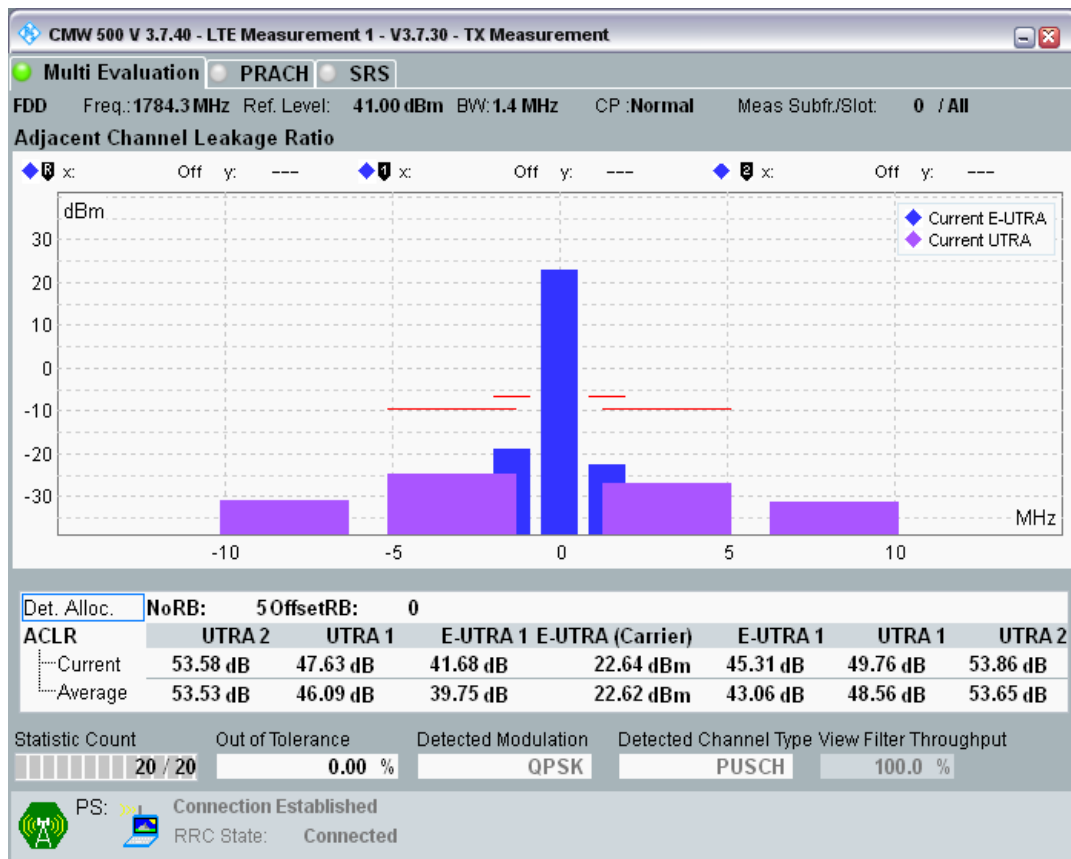 CMW 500 V 3.7.40 - LTE Measurement 1 - V3.7.30 - TX Measurement
Multi Evaluation PRACH SRS
FDD Freq.:1784.3 MHz Ref. Level: 41.00 dBm BW:1.4 MHz CP :Normal Meas Subfr./Slot: 0 / All
Adjacent Channel Leakage Ratio
R x: Off y: --- 1 x: Off y: --- 2 x: Off y: ---
dBm
Current E-UTRA
Current UTRA
30
20
10
0
-10
-20
-30
MHz
-10 -5 0 5 10
Det. Alloc. NoRB: 5 OffsetRB: 0
ACLR UTRA 2 UTRA 1 E-UTRA 1 E-UTRA (Carrier) E-UTRA 1 UTRA 1 UTRA 2
Current 53.58 dB 47.63 dB 41.68 dB 22.64 dBm 45.31 dB 49.76 dB 53.86 dB
Average 53.53 dB 46.09 dB 39.75 dB 22.62 dBm 43.06 dB 48.56 dB 53.65 dB
Statistic Count Out of Tolerance Detected Modulation Detected Channel Type View Filter Throughput
20 / 20 0.00 % QPSK PUSCH 100.0 %
PS: Connection Established
RRC State: Connected